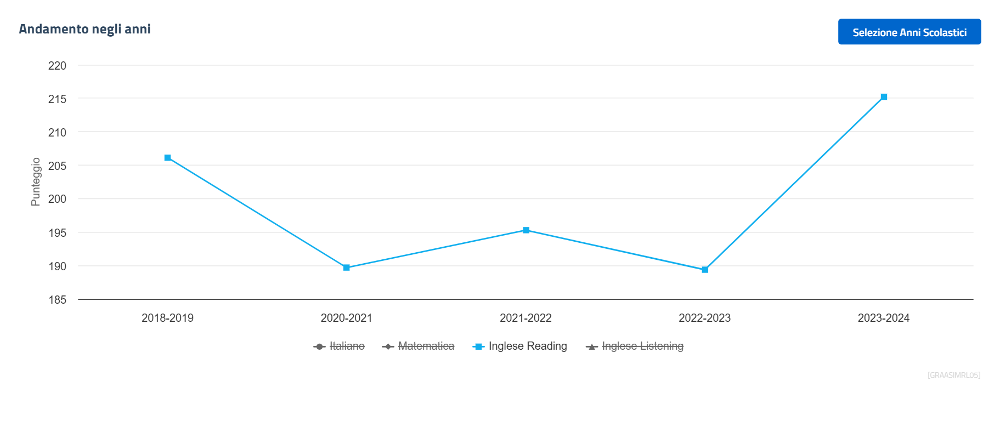 Andamento negli anni
Selezione Anni Scolastici
220
215
210
205
200
195
190
185
Punteggio
2018-2019 2020-2021 2021-2022 2022-2023 2023-2024
Italiano Matematica Inglese Reading Inglese Listening
[GRAASIMRL05]